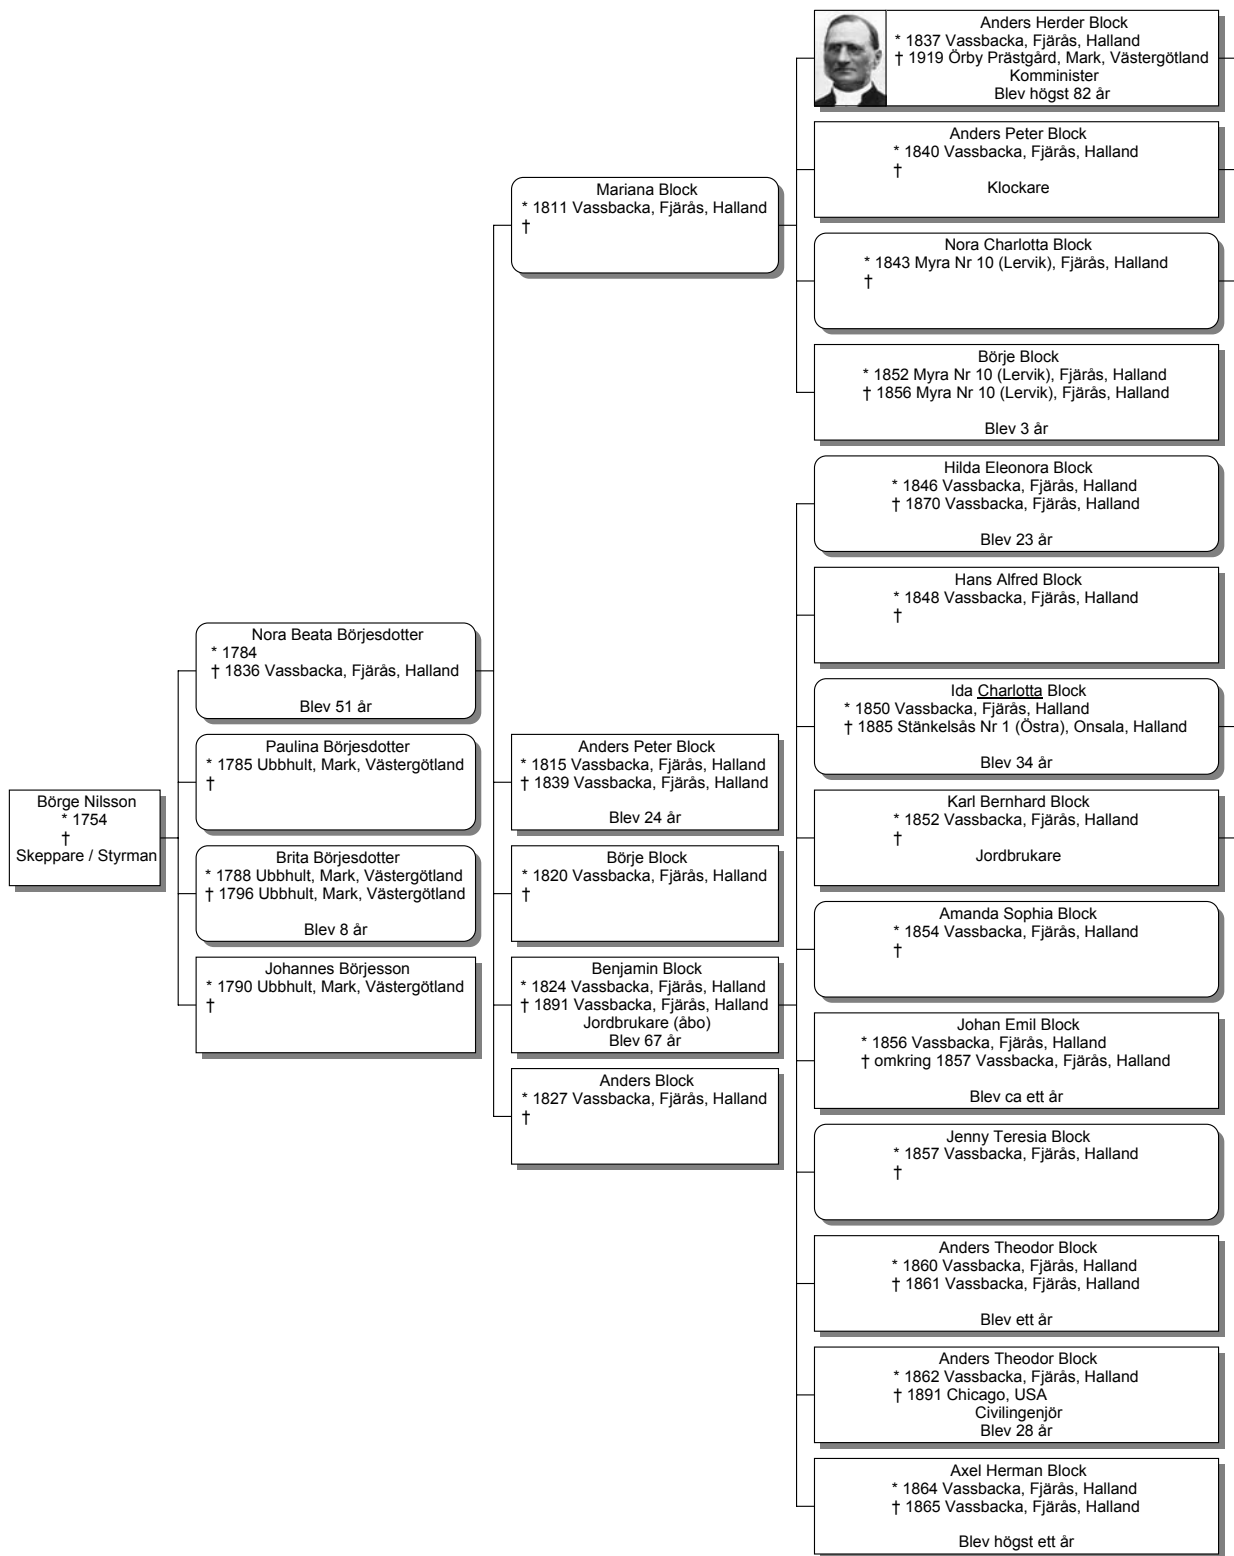 Börge Nilsson
* 1754
†
Skeppare / Styrman
Nora Beata Börjesdotter
* 1784
† 1836 Vassbacka, Fjärås, Halland
Blev 51 år
Paulina Börjesdotter
* 1785 Ubbhult, Mark, Västergötland
†
Brita Börjesdotter
* 1788 Ubbhult, Mark, Västergötland
† 1796 Ubbhult, Mark, Västergötland
Blev 8 år
Johannes Börjesson
* 1790 Ubbhult, Mark, Västergötland
†
Mariana Block
* 1811 Vassbacka, Fjärås, Halland
†
Anders Peter Block
* 1815 Vassbacka, Fjärås, Halland
† 1839 Vassbacka, Fjärås, Halland
Blev 24 år
Börje Block
* 1820 Vassbacka, Fjärås, Halland
†
Benjamin Block
* 1824 Vassbacka, Fjärås, Halland
† 1891 Vassbacka, Fjärås, Halland
Jordbrukare (åbo)
Blev 67 år
Anders Block
* 1827 Vassbacka, Fjärås, Halland
†
Anders Herder Block
* 1837 Vassbacka, Fjärås, Halland
† 1919 Örby Prästgård, Mark, Västergötland
Komminister
Blev högst 82 år
Anders Peter Block
* 1840 Vassbacka, Fjärås, Halland
†
Klockare
Nora Charlotta Block
* 1843 Myra Nr 10 (Lervik), Fjärås, Halland
†
Börje Block
* 1852 Myra Nr 10 (Lervik), Fjärås, Halland
† 1856 Myra Nr 10 (Lervik), Fjärås, Halland
Blev 3 år
Hilda Eleonora Block
* 1846 Vassbacka, Fjärås, Halland
† 1870 Vassbacka, Fjärås, Halland
Blev 23 år
Hans Alfred Block
* 1848 Vassbacka, Fjärås, Halland
†
Ida Charlotta Block
* 1850 Vassbacka, Fjärås, Halland
† 1885 Stänkelsås Nr 1 (Östra), Onsala, Halland
Blev 34 år
Karl Bernhard Block
* 1852 Vassbacka, Fjärås, Halland
†
Jordbrukare
Amanda Sophia Block
* 1854 Vassbacka, Fjärås, Halland
†
Johan Emil Block
* 1856 Vassbacka, Fjärås, Halland
† omkring 1857 Vassbacka, Fjärås, Halland
Blev ca ett år
Jenny Teresia Block
* 1857 Vassbacka, Fjärås, Halland
†
Anders Theodor Block
* 1860 Vassbacka, Fjärås, Halland
† 1861 Vassbacka, Fjärås, Halland
Blev ett år
Anders Theodor Block
* 1862 Vassbacka, Fjärås, Halland
† 1891 Chicago, USA
Civilingenjör
Blev 28 år
Axel Herman Block
* 1864 Vassbacka, Fjärås, Halland
† 1865 Vassbacka, Fjärås, Halland
Blev högst ett år